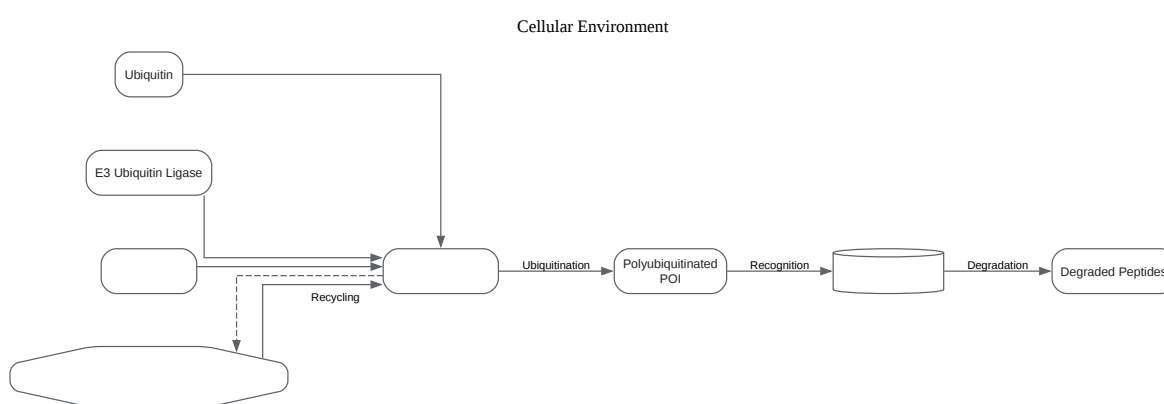 Cellular Environment
Ubiquitin
E3 Ubiquitin Ligase
Ubiquitination
Polyubiquitinated
POI
Recognition
Degradation
Degraded Peptides
Recycling